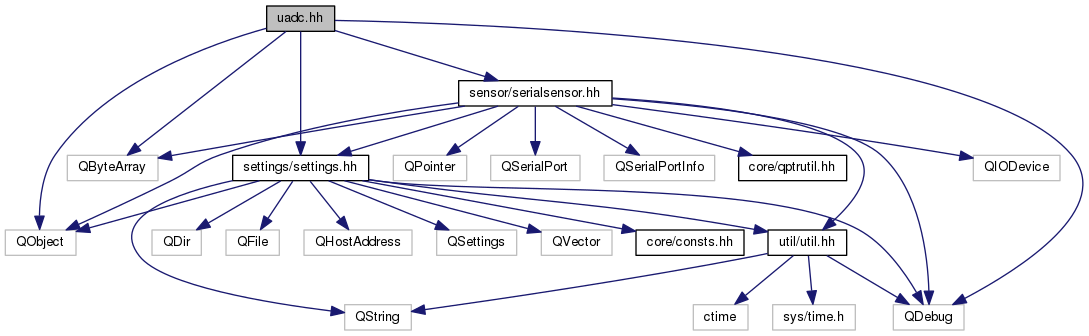 uadc.hh
sensor/serialsensor.hh
QByteArray
settings/settings.hh
QPointer
QSerialPort
QSerialPortInfo
core/qptrutil.hh
QIODevice
QObject
QDir
QFile
QHostAddress
QSettings
QVector
core/consts.hh
util/util.hh
QString
ctime
sys/time.h
QDebug